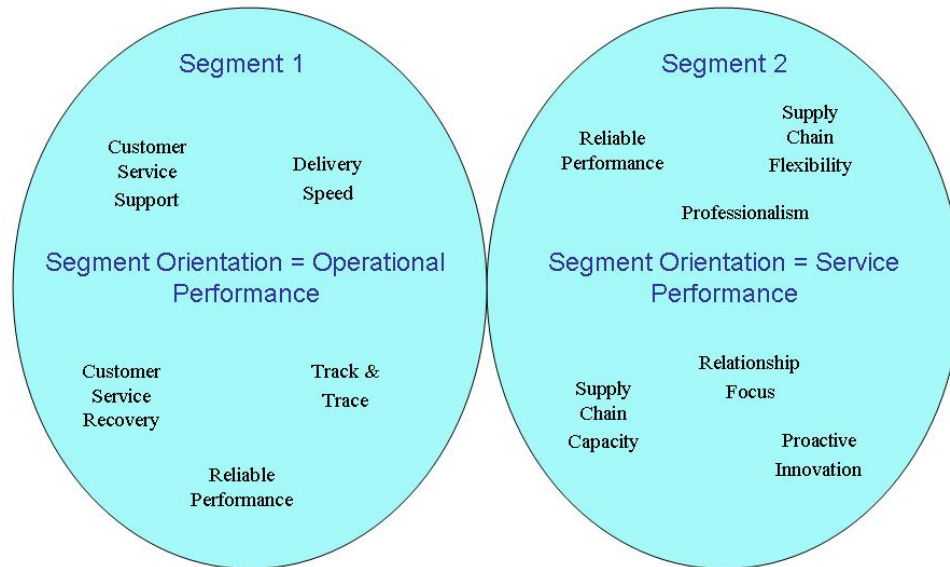 Segment 1
Customer
Service
Support
Delivery
Speed
Segment Orientation = Operational
Performance
Customer
Service
Recovery
Track &
Trace
Reliable
Performance
Segment 2
Reliable
Performance
Supply
Chain
Flexibility
Professionalism
Segment Orientation = Service
Performance
Relationship
Focus
Supply
Chain
Capacity
Proactive
Innovation